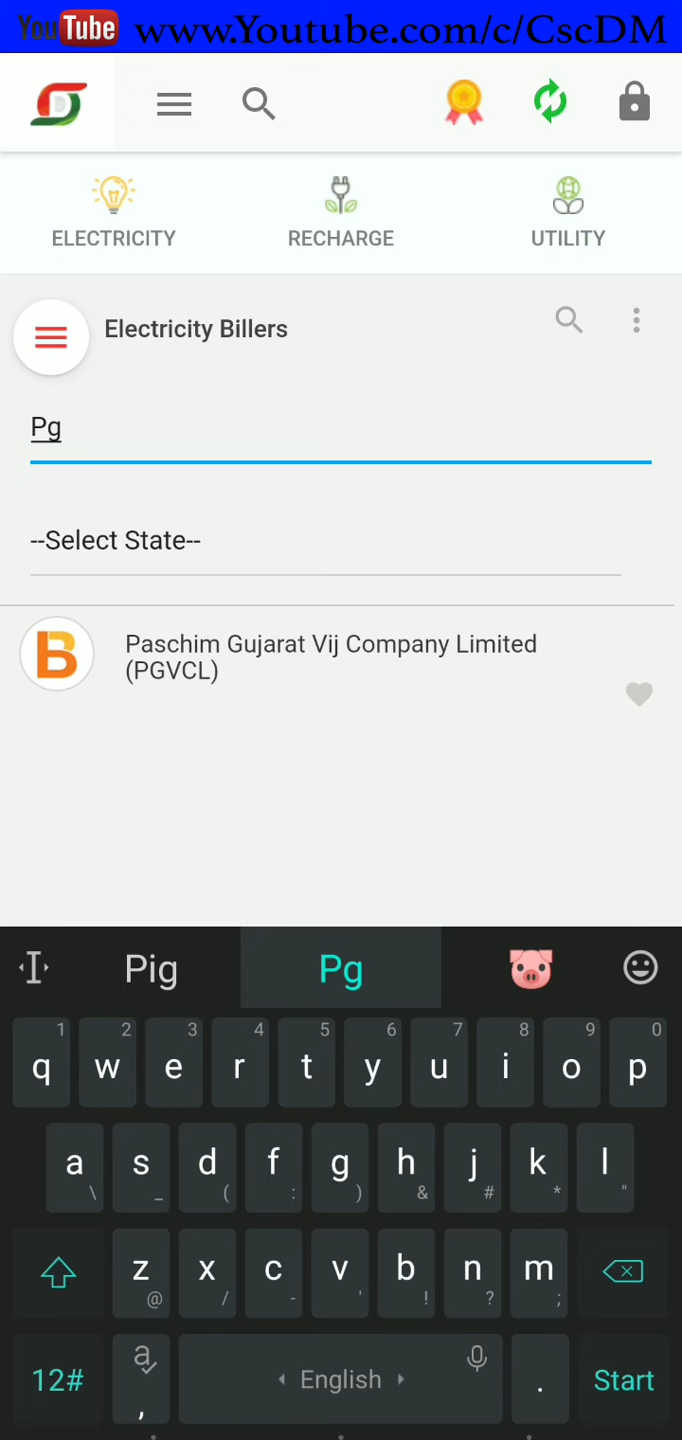 YouTube www.Youtube.com/c/CscDM
ELECTRICITY RECHARGE UTILITY
Electricity Billers
Pg
--Select State--
B
Paschim Gujarat Vij Company Limited
(PGVCL)
Pig Pg
1 2 3 4 5 6 7 8 9 0
q w e r t y u i o p
a s d f g h j k l
\ _ ( : ) & # * "
z x c v b n m
@ / - ' ! ? ;
12# a , English . Start